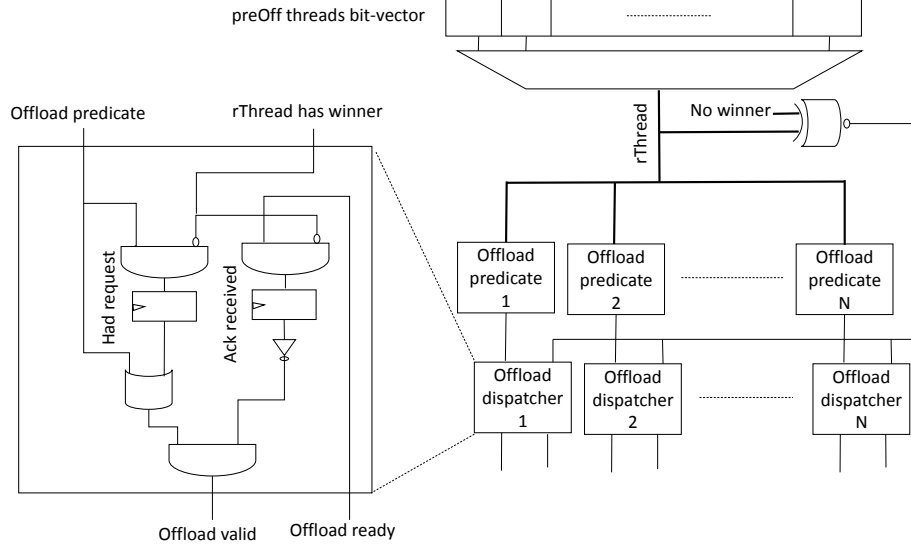 preOff threads bit-vector
Offload predicate
rThread has winner
No winner
rThread
Had request
Ack received
Offload
predicate
1
Offload
predicate
2
Offload
predicate
N
Offload
dispatcher
1
Offload
dispatcher
2
Offload
dispatcher
N
Offload valid
Offload ready